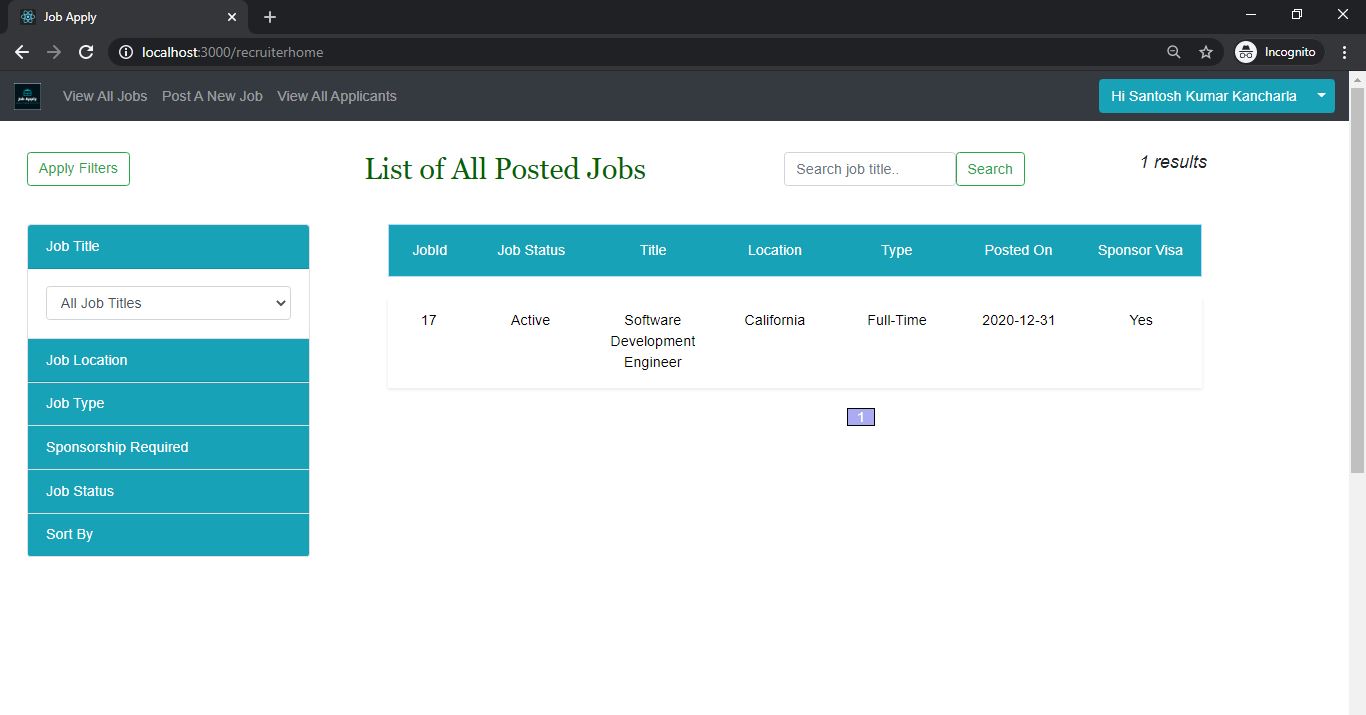 Job Apply
localhost:3000/recruiterhome
Incognito
Job Apply
View All Jobs Post A New Job View All Applicants
Hi Santosh Kumar Kancharla
Apply Filters
List of All Posted Jobs
Search job title..
Search
1 results
Job Title
All Job Titles
Job Location
Job Type
Sponsorship Required
Job Status
Sort By
JobId Job Status Title Location Type Posted On Sponsor Visa
17 Active Software California Full-Time 2020-12-31 Yes
Development
Engineer
1